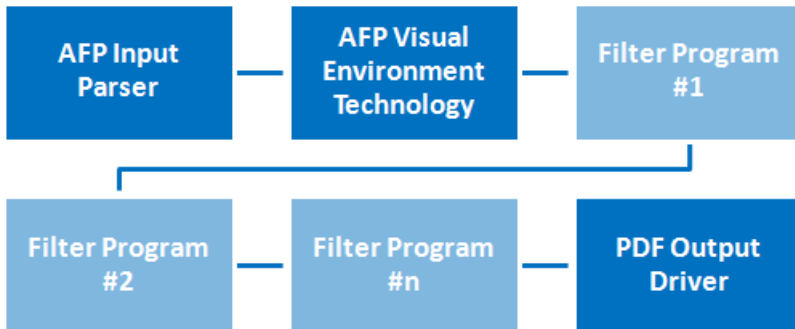 AFP Input
Parser
AFP Visual
Environment
Technology
Filter Program
#1
Filter Program
#2
Filter Program
#n
PDF Output
Driver